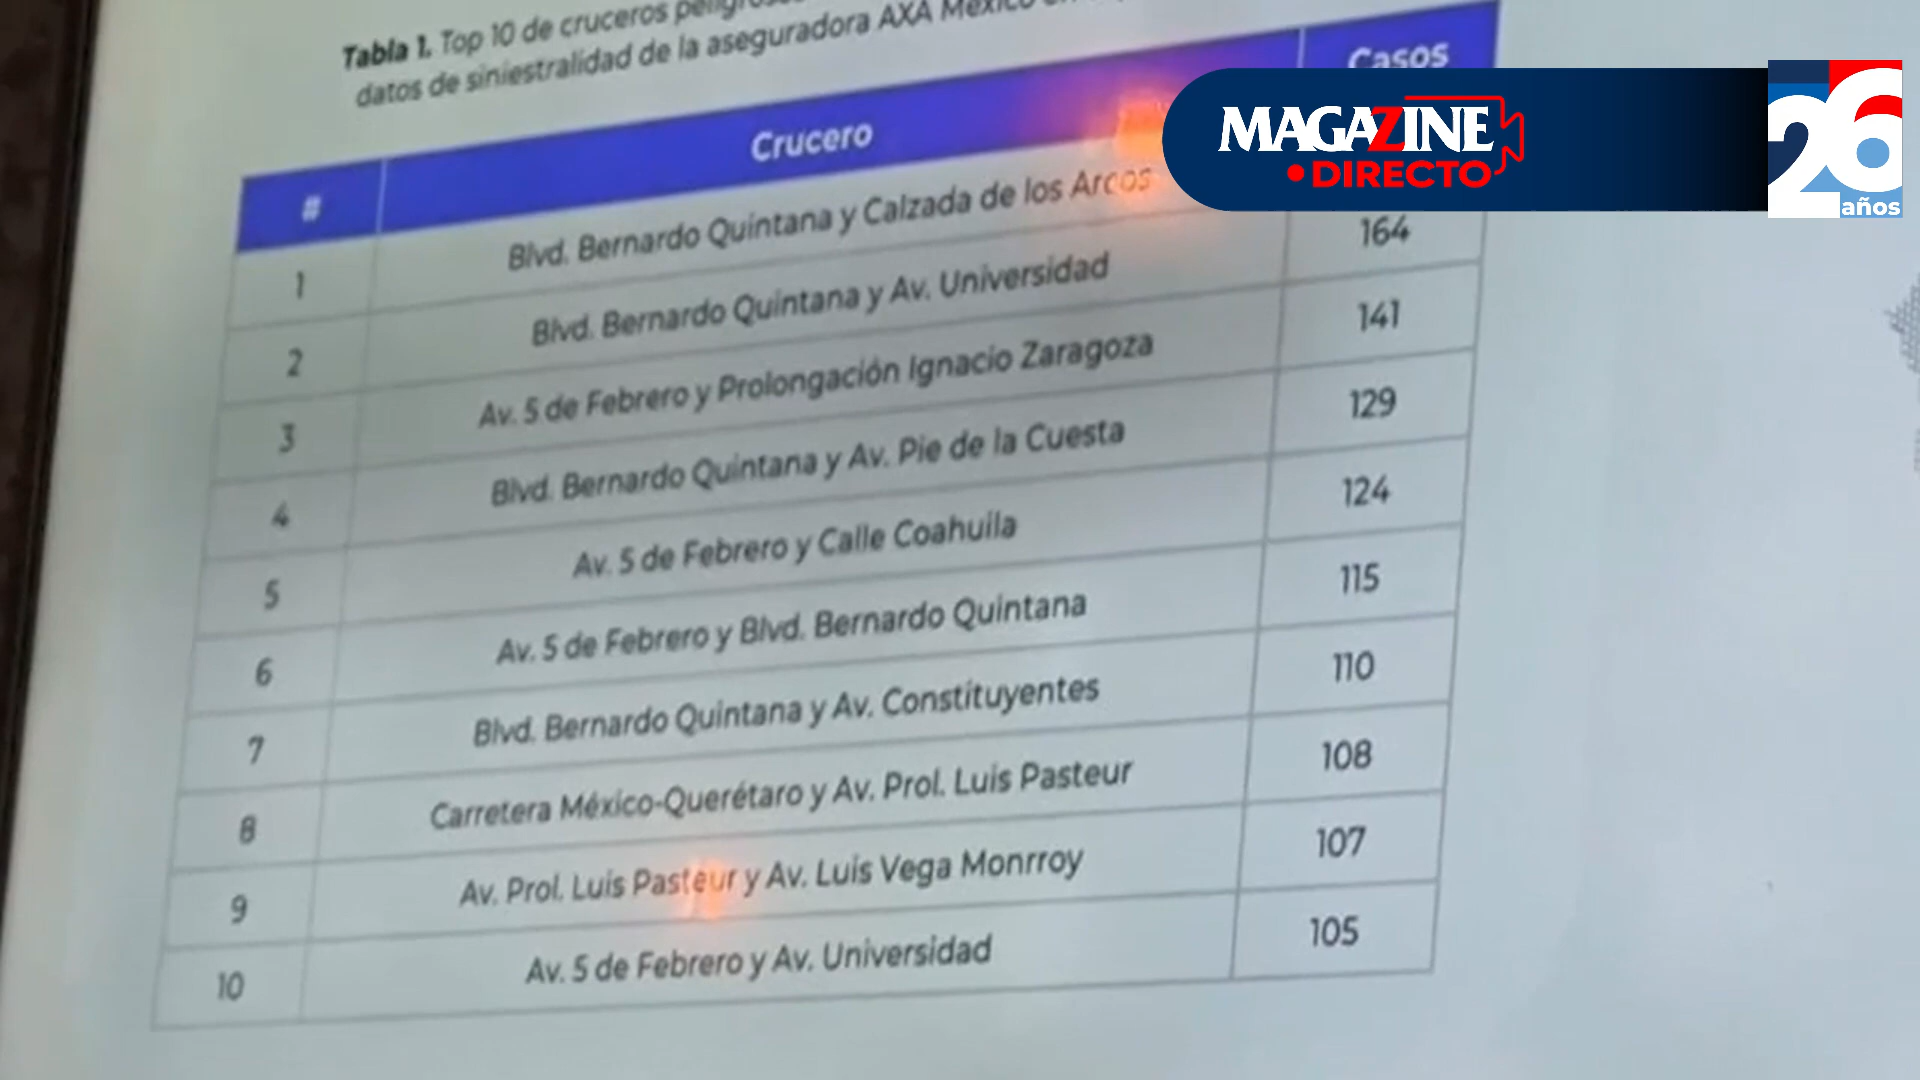 Tabla 1. Top 10 de cruceros
datos de siniestralidad de la aseguradora AXA México
# Crucero Casos
1 Blvd. Bernardo Quintana y Calzada de los Arcos
2 Blvd. Bernardo Quintana y Av. Universidad 164
3 Av. 5 de Febrero y Prolongación Ignacio Zaragoza 141
4 Blvd. Bernardo Quintana y Av. Pie de la Cuesta 129
5 Av. 5 de Febrero y Calle Coahuila 124
6 Av. 5 de Febrero y Blvd. Bernardo Quintana 115
7 Blvd. Bernardo Quintana y Av. Constituyentes 110
8 Carretera México-Querétaro y Av. Prol. Luis Pasteur 108
9 Av. Prol. Luis Pasteur y Av. Luis Vega Monrroy 107
10 Av. 5 de Febrero y Av. Universidad 105
MAGAZINE
DIRECTO
26
años